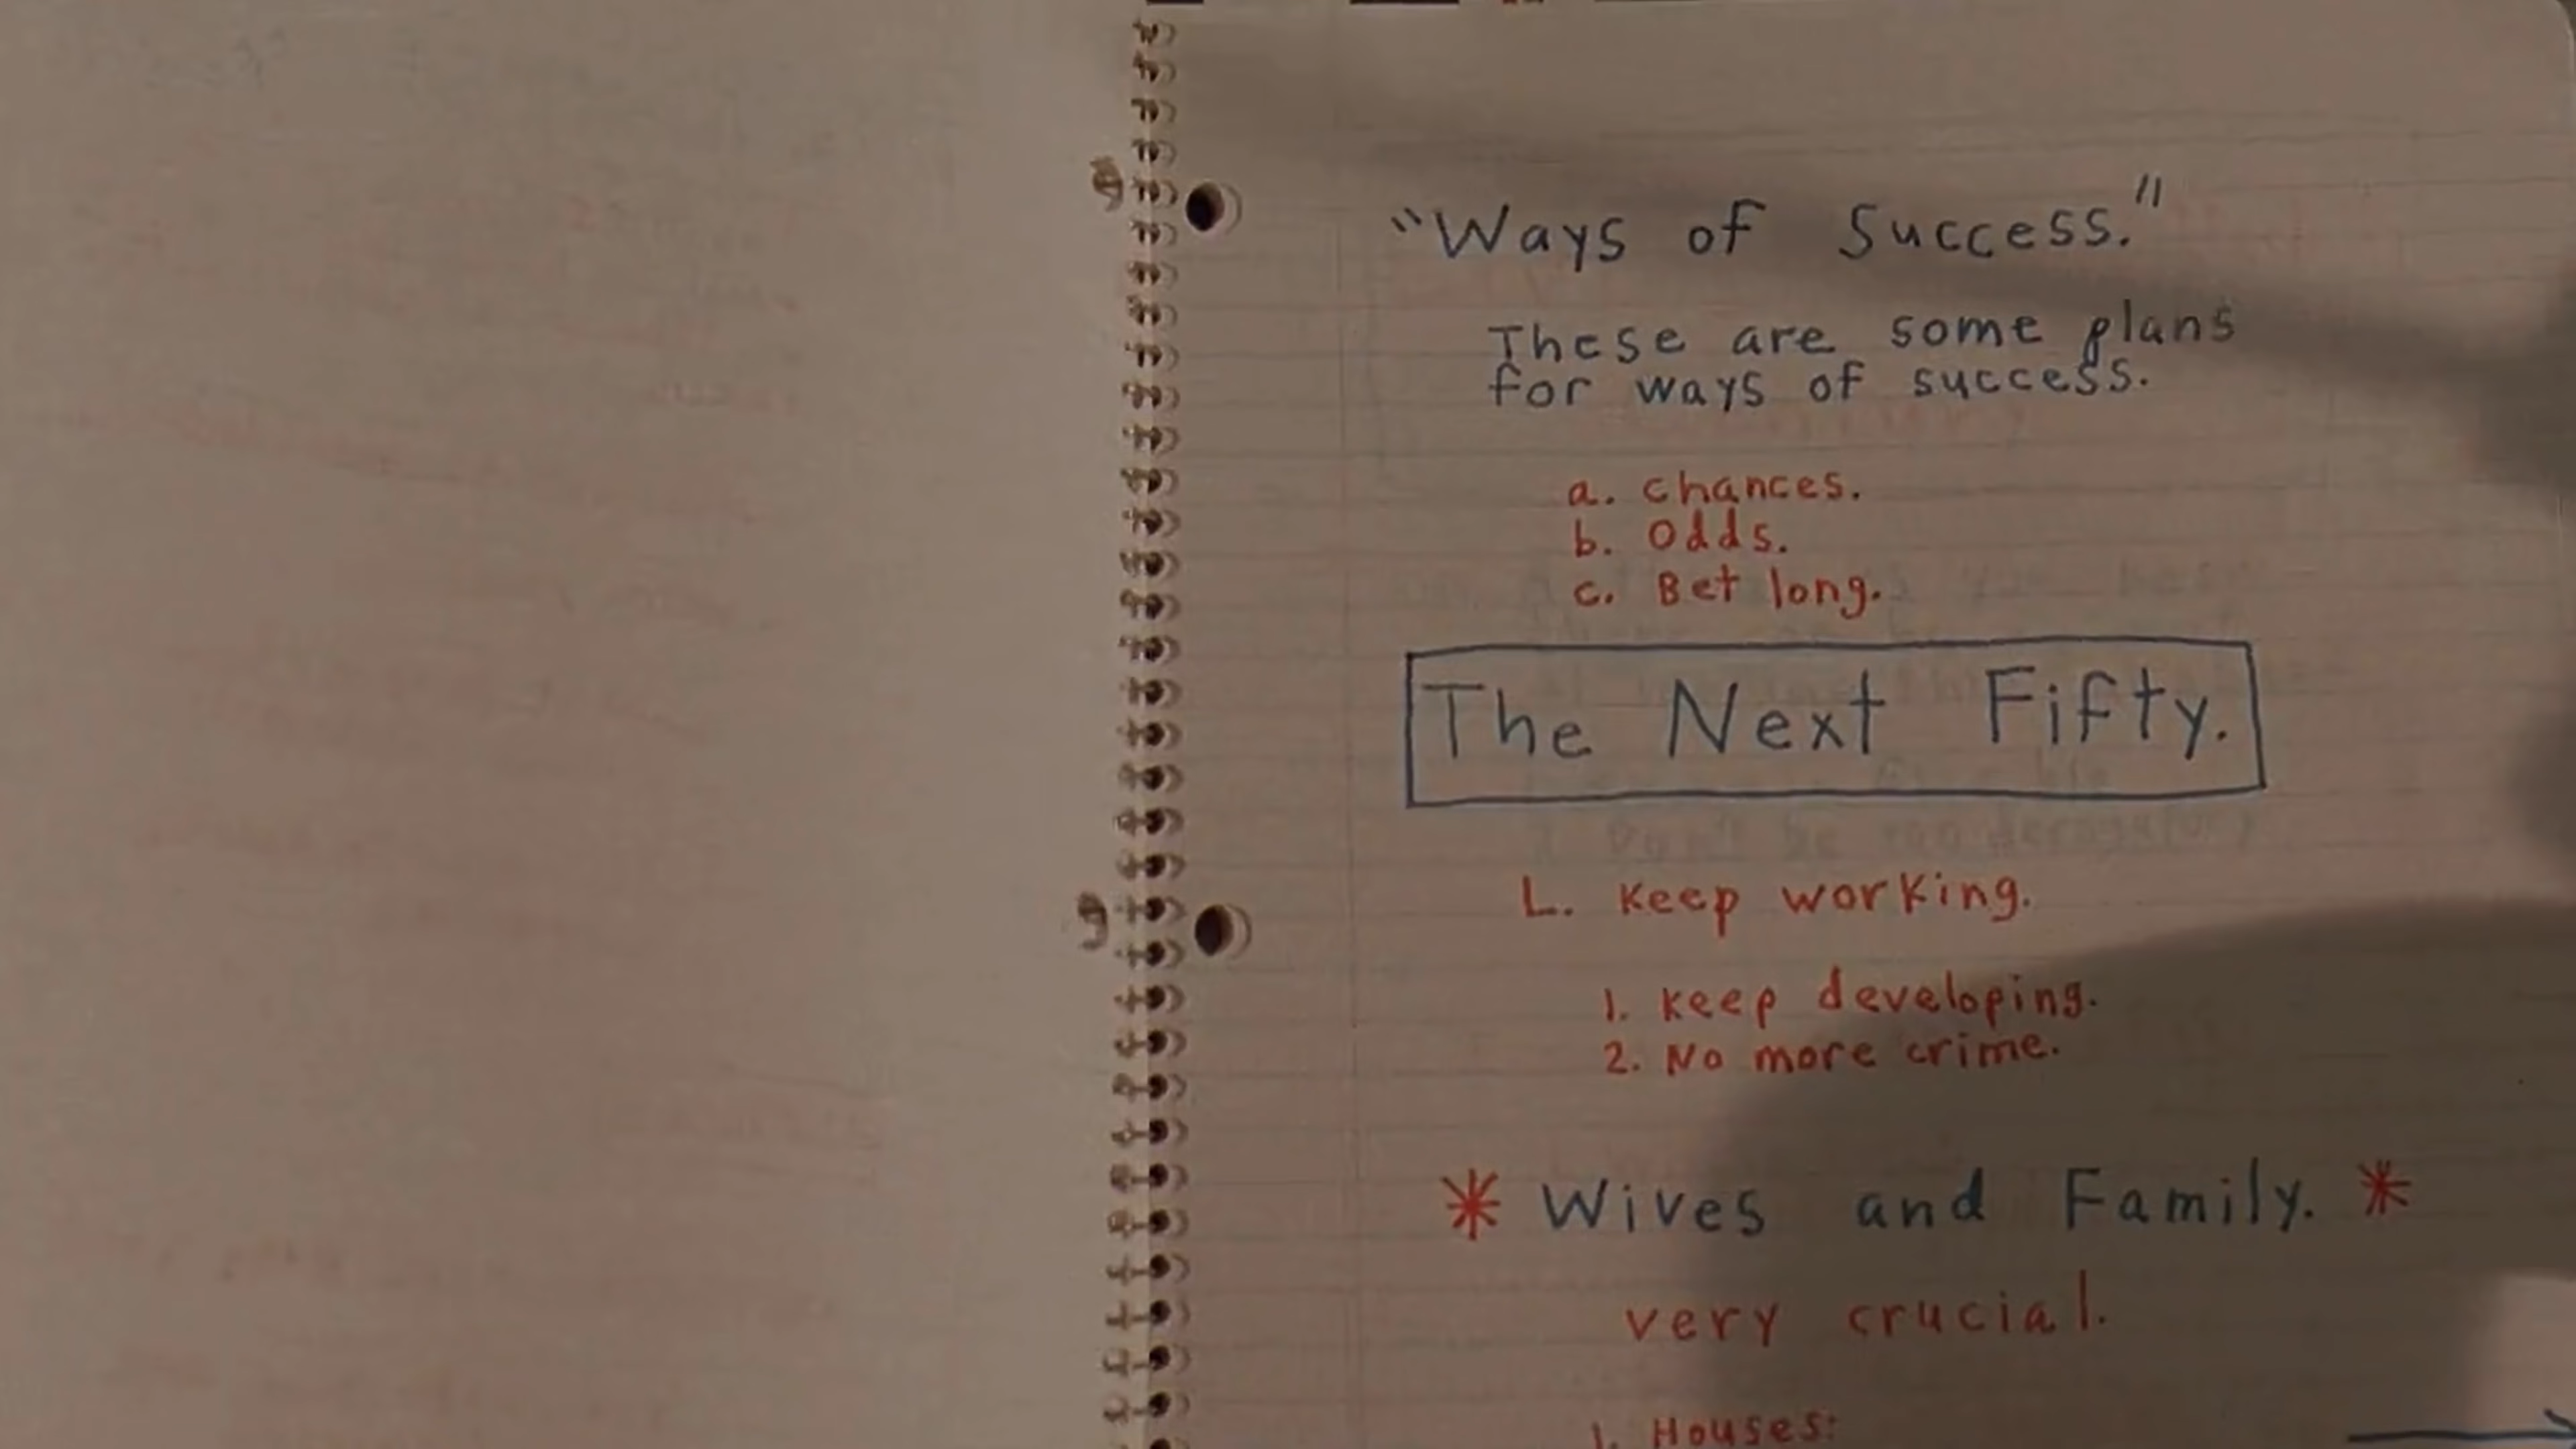 "Ways of Success."
These are some plans
for ways of success.
a. Chances.
b. Odds.
c. Bet long.
The Next Fifty.
L. Keep working.
1. Keep developing.
2. No more crime.
* Wives and Family. *
very crucial.
1. Houses: